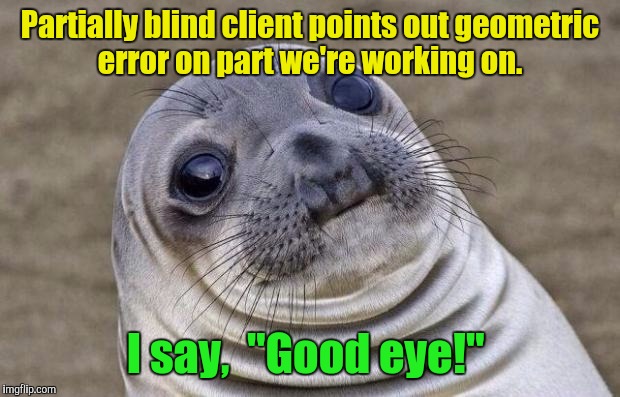 Partially blind client points out geometric
error on part we're working on.
I say, "Good eye!"
imgflip.com